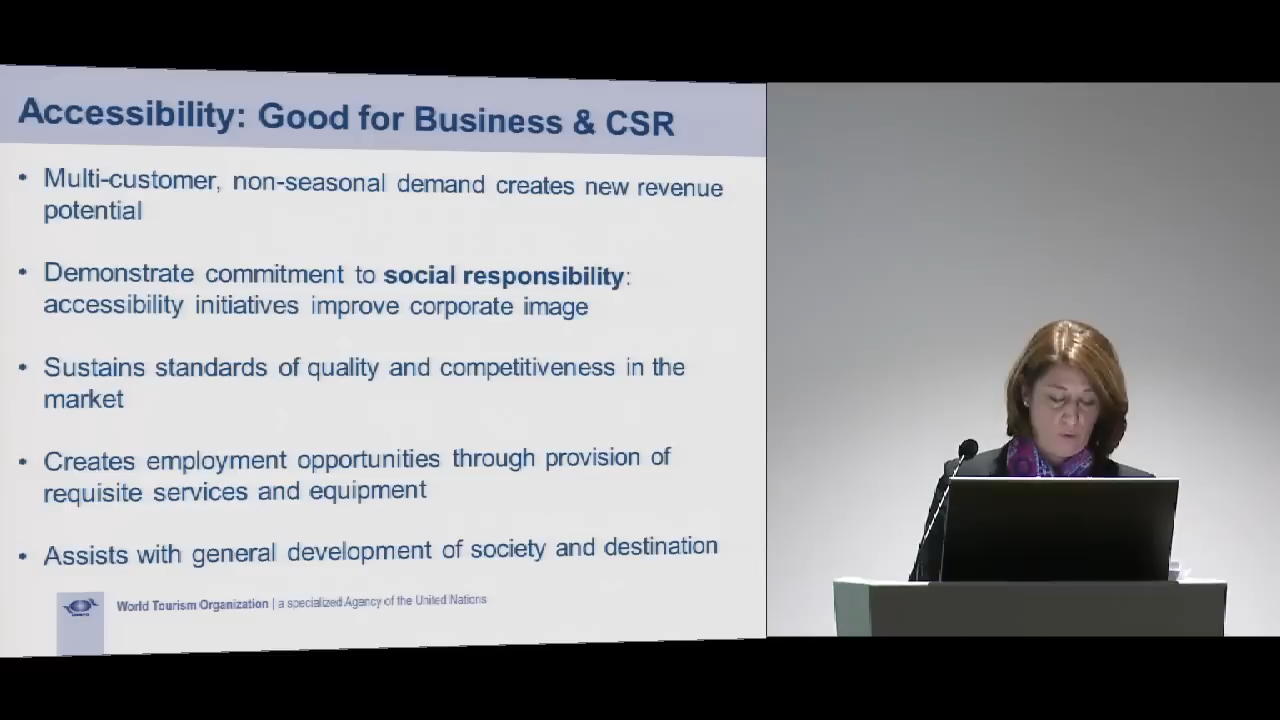 Accessibility: Good for Business & CSR
• Multi-customer, non-seasonal demand creates new revenue
potential
• Demonstrate commitment to social responsibility:
accessibility initiatives improve corporate image
• Sustains standards of quality and competitiveness in the
market
• Creates employment opportunities through provision of
requisite services and equipment
• Assists with general development of society and destination
World Tourism Organization | a specialized Agency of the United Nations